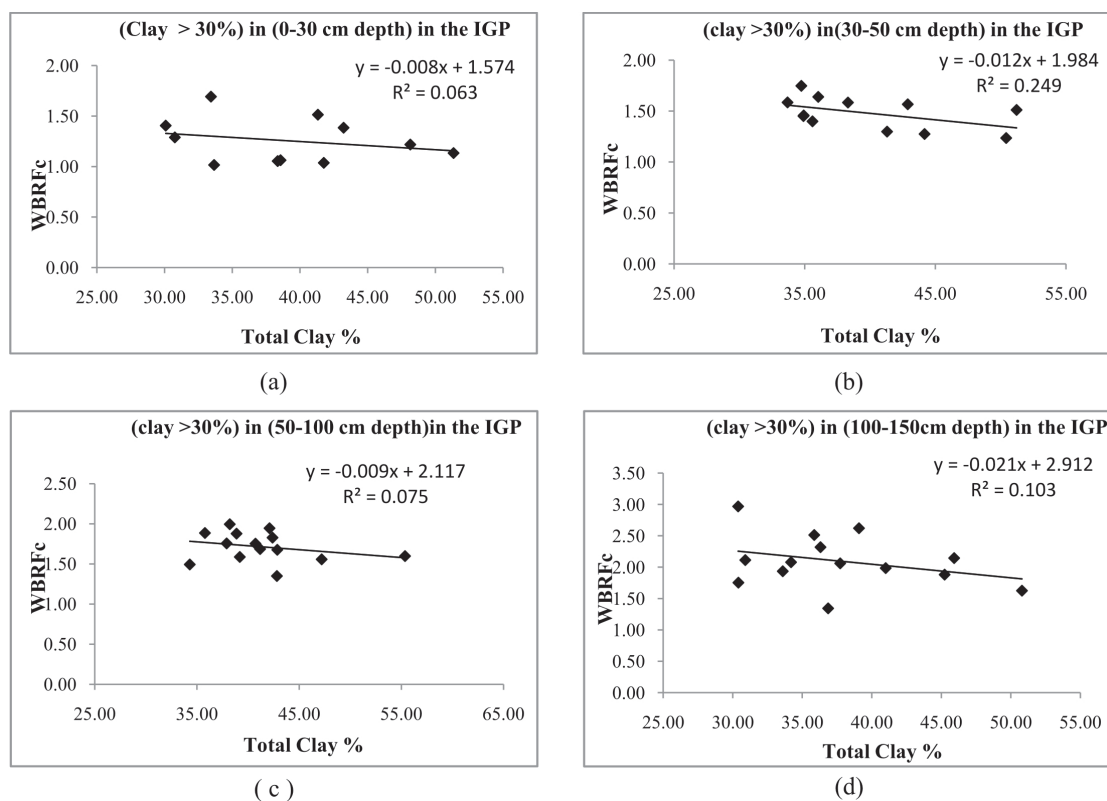 (Clay > 30%) in (0-30 cm depth) in the IGP
y = -0.008x + 1.574
R² = 0.063
2.00
1.50
1.00
0.50
0.00
WBRFc
25.00 30.00 35.00 40.00 45.00 50.00 55.00
Total Clay %
(a)
(clay >30%) in(30-50 cm depth) in the IGP
y = -0.012x + 1.984
R² = 0.249
2.00
1.50
1.00
0.50
0.00
WBRFc
25.00 35.00 45.00 55.00
Total Clay %
(b)
(clay >30%) in (50-100 cm depth)in the IGP
y = -0.009x + 2.117
R² = 0.075
2.50
2.00
1.50
1.00
0.50
0.00
WBRFc
25.00 35.00 45.00 55.00 65.00
Total Clay %
( c )
(clay >30%) in (100-150cm depth) in the IGP
y = -0.021x + 2.912
R² = 0.103
3.50
3.00
2.50
2.00
1.50
1.00
0.50
0.00
WBRFc
25.00 30.00 35.00 40.00 45.00 50.00 55.00
Total Clay %
(d)